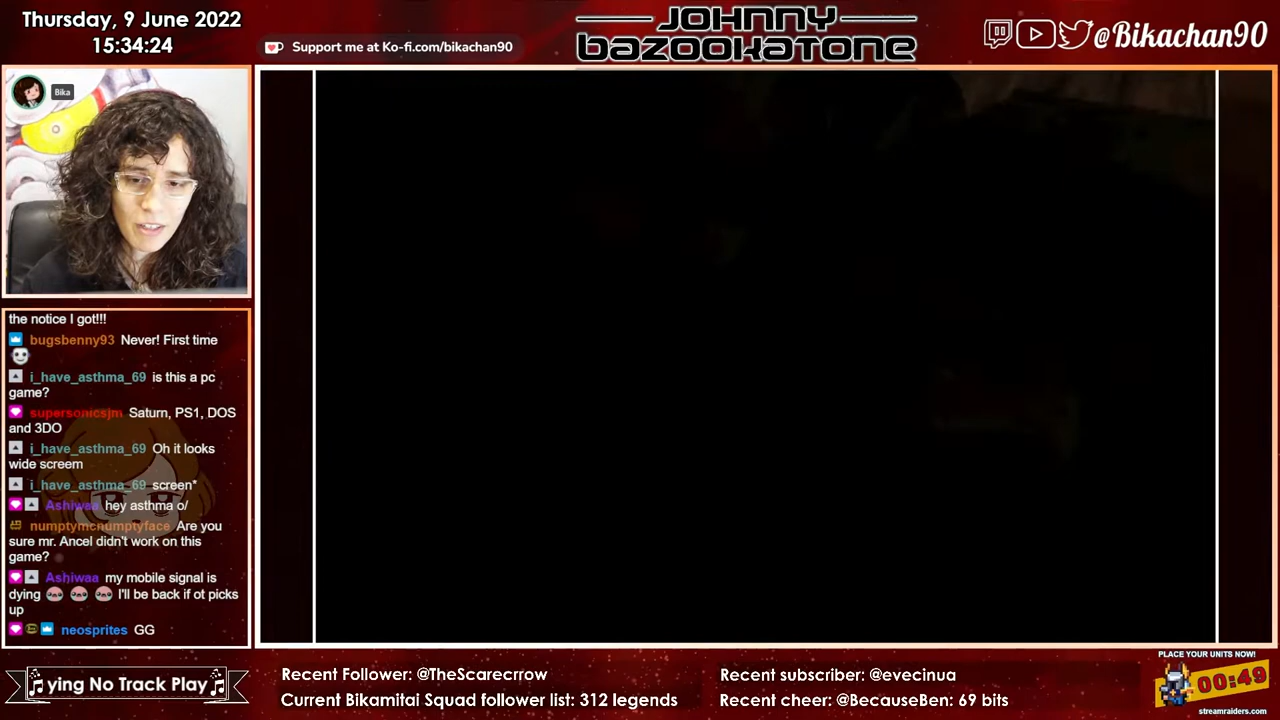 Thursday, 9 June 2022
15:34:24
Support me at Ko-fi.com/bikachan90
JOHNNY
BAZOOKATONE
@Bikachan90
Bika
the notice I got!!!
bugsbenny93 Never! First time
i_have_asthma_69 is this a pc
game?
supersonicsjm Saturn, PS1, DOS
and 3DO
i_have_asthma_69 Oh it looks
wide screem
i_have_asthma_69 screen*
Ashiwaa hey asthma o/
numptymcnumptyface Are you
sure mr. Ancel didn't work on this
game?
Ashiwaa my mobile signal is
dying I'll be back if ot picks
up
neosprites GG
ying No Track Play
Recent Follower: @TheScarecrrow
Current Bikamitai Squad follower list: 312 legends
Recent subscriber: @evecinua
Recent cheer: @BecauseBen: 69 bits
PLACE YOUR UNITS NOW!
00:49
streamraiders.com